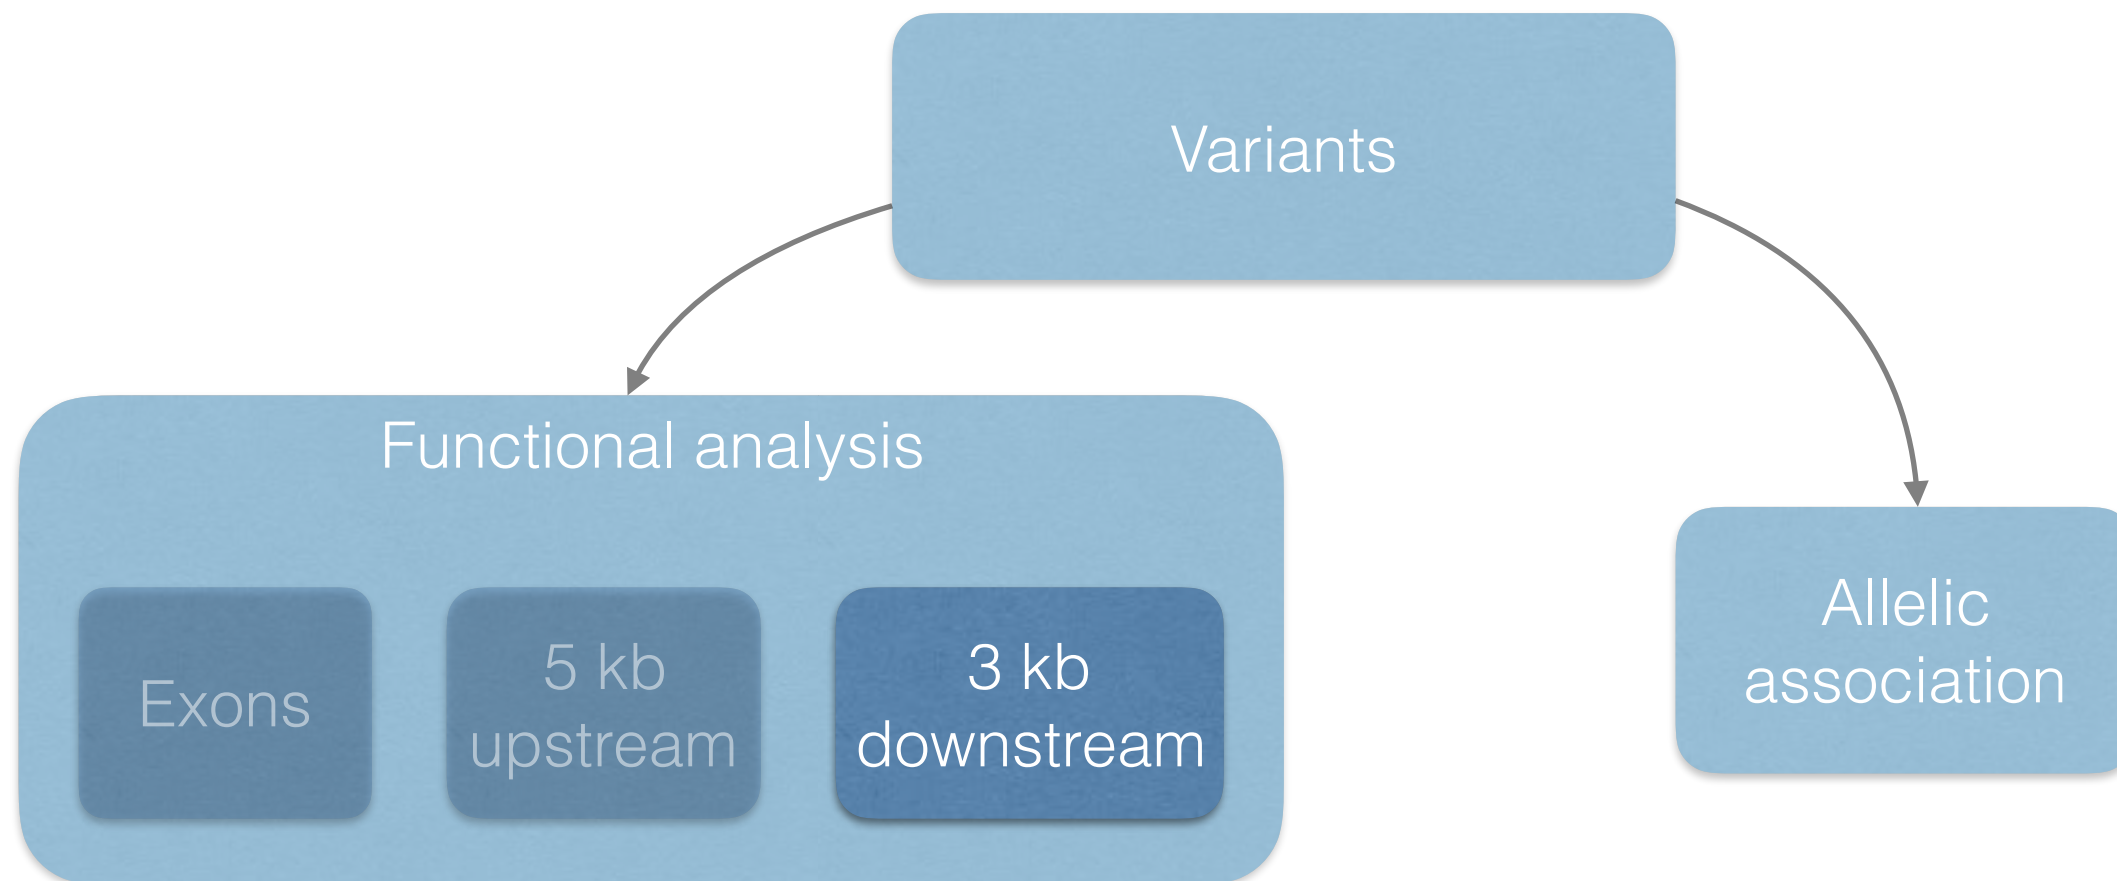 Variants
Functional analysis
Exons
5 kb
upstream
3 kb
downstream
Allelic
association